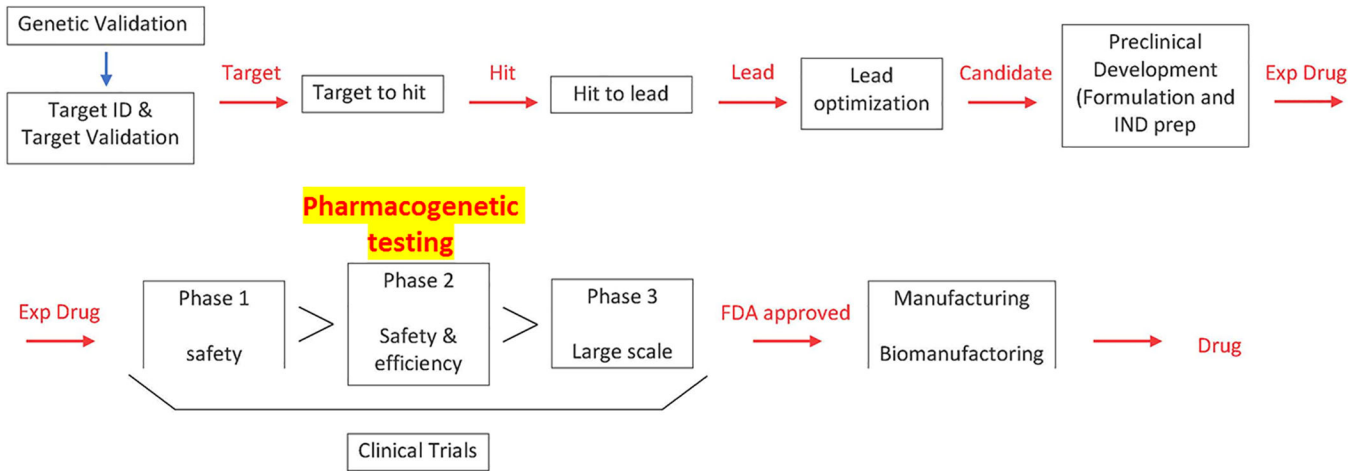 Genetic Validation
Target ID &
Target Validation
Target
Target to hit
Hit
Hit to lead
Lead
Lead
optimization
Candidate
Preclinical
Development
(Formulation and
IND prep
Exp Drug
Pharmacogenetic
testing
Exp Drug
Phase 1
safety
>
Phase 2
Safety &
efficiency
>
Phase 3
Large scale
FDA approved
Manufacturing
Biomanufactoring
Drug
Clinical Trials